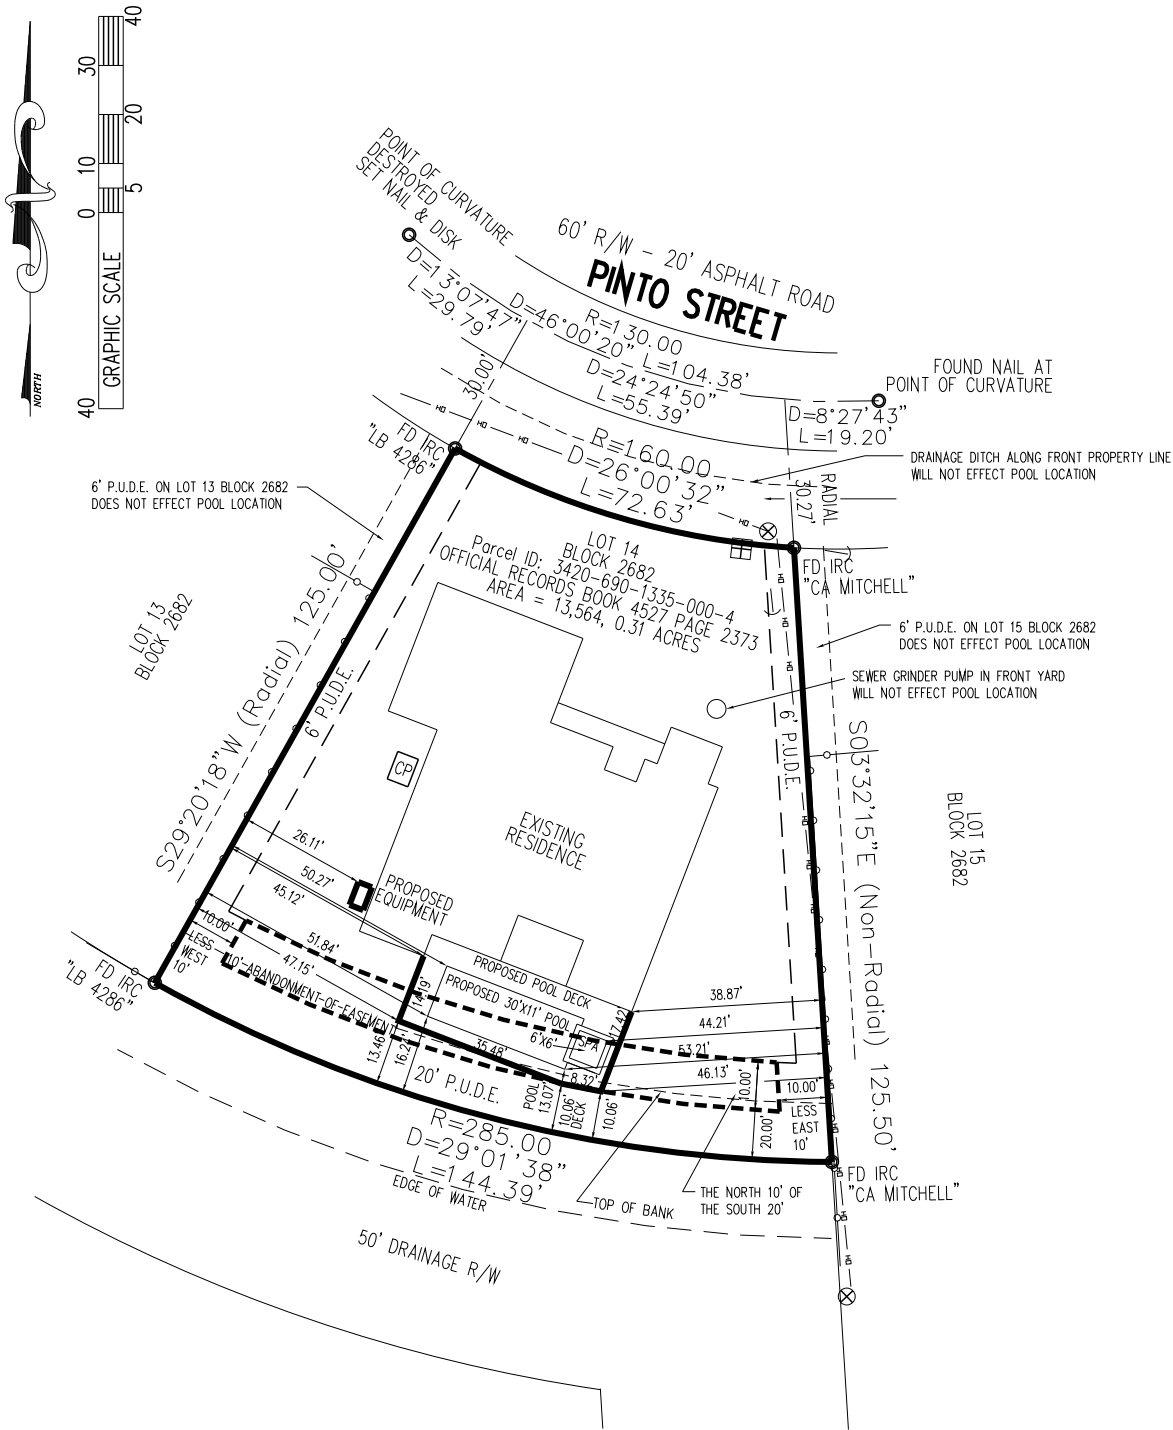 40
30
20
10
5
0
40
GRAPHIC SCALE
NORTH
POINT OF CURVATURE
DESTROYED
SET NAIL & DISK
60' R/W - 20' ASPHALT ROAD
PINTO STREET
D=13°07'47"
L=29.79'
R=130.00
D=46°00'20" L=104.38'
D=24°24'50"
L=55.39'
FOUND NAIL AT
POINT OF CURVATURE
D=8°27'43"
L=19.20'
30.00'
FD IRC
"LB 4286"
R=160.00
D=26°00'32"
L=72.63'
RADIAL
30.27'
DRAINAGE DITCH ALONG FRONT PROPERTY LINE
WILL NOT EFFECT POOL LOCATION
6' P.U.D.E. ON LOT 13 BLOCK 2682
DOES NOT EFFECT POOL LOCATION
LOT 14
BLOCK 2682
Parcel ID: 3420-690-1335-000-4
OFFICIAL RECORDS BOOK 4527 PAGE 2373
AREA = 13,564, 0.31 ACRES
FD IRC
"CA MITCHELL"
LOT 13
BLOCK 2682
S29°20'18"W (Radial) 125.00'
6' P.U.D.E.
6' P.U.D.E. ON LOT 15 BLOCK 2682
DOES NOT EFFECT POOL LOCATION
SEWER GRINDER PUMP IN FRONT YARD
WILL NOT EFFECT POOL LOCATION
6' P.U.D.E.
S03°32'15"E (Non-Radial) 125.50'
LOT 15
BLOCK 2682
CP
EXISTING
RESIDENCE
26.11'
50.27'
45.12'
PROPOSED
EQUIPMENT
10.00'
LESS
WEST
10'
51.84'
47.15'
10'-ABANDONMENT-OF-EASEMENT
14.19'
PROPOSED POOL DECK
PROPOSED 30'X11' POOL
6'X6'
SPA
17.42'
38.87'
44.21'
53.21'
46.13'
10.00'
LESS
EAST
10'
35.48'
8.32'
13.46'
20' P.U.D.E.
POOL
13.07'
10.06'
DECK
10.06'
10.00'
20.00'
FD IRC
"LB 4286"
R=285.00
D=29°01'38"
L=144.39'
EDGE OF WATER
TOP OF BANK
THE NORTH 10' OF
THE SOUTH 20'
FD IRC
"CA MITCHELL"
50' DRAINAGE R/W